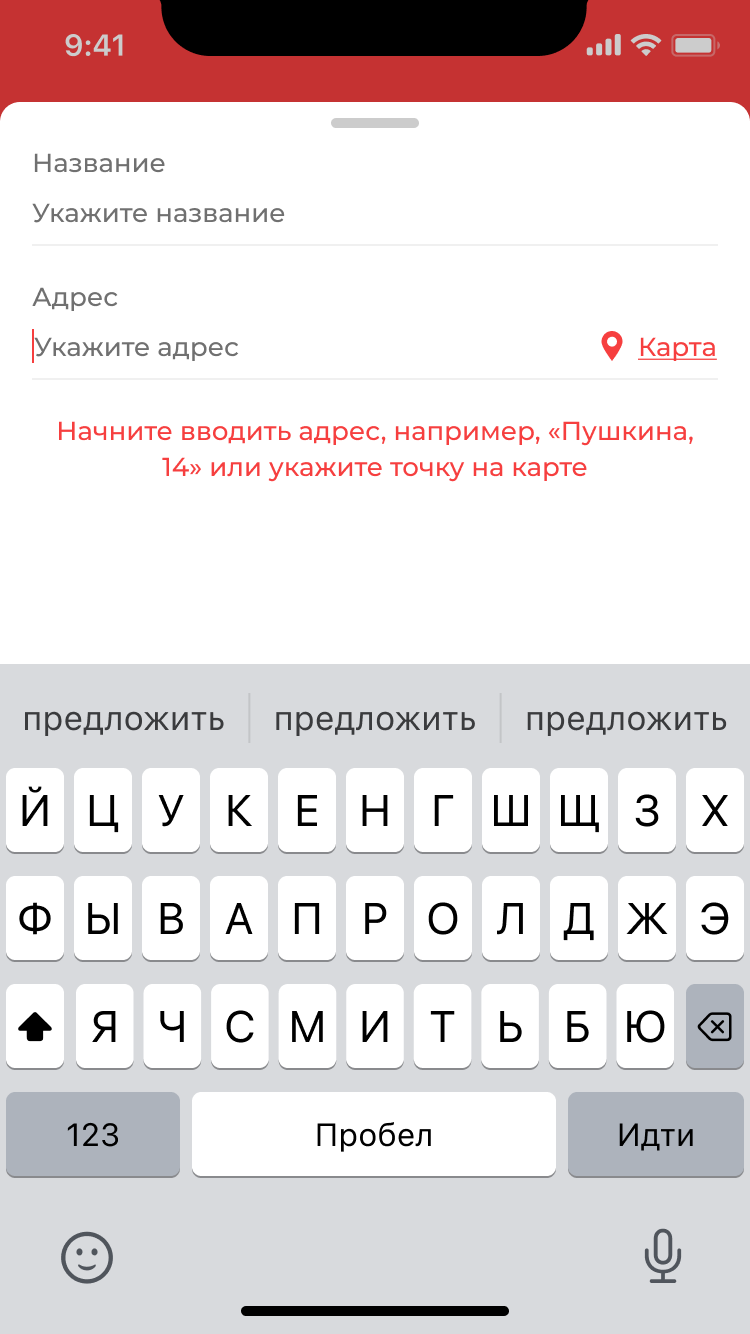 9:41
Название
Укажите название
Адрес
Укажите адрес Карта
Начните вводить адрес, например, «Пушкина,
14» или укажите точку на карте
предложить предложить предложить
Й Ц У К Е Н Г Ш Щ З Х
Ф Ы В А П Р О Л Д Ж Э
Я Ч С М И Т Ь Б Ю
123 Пробел Идти